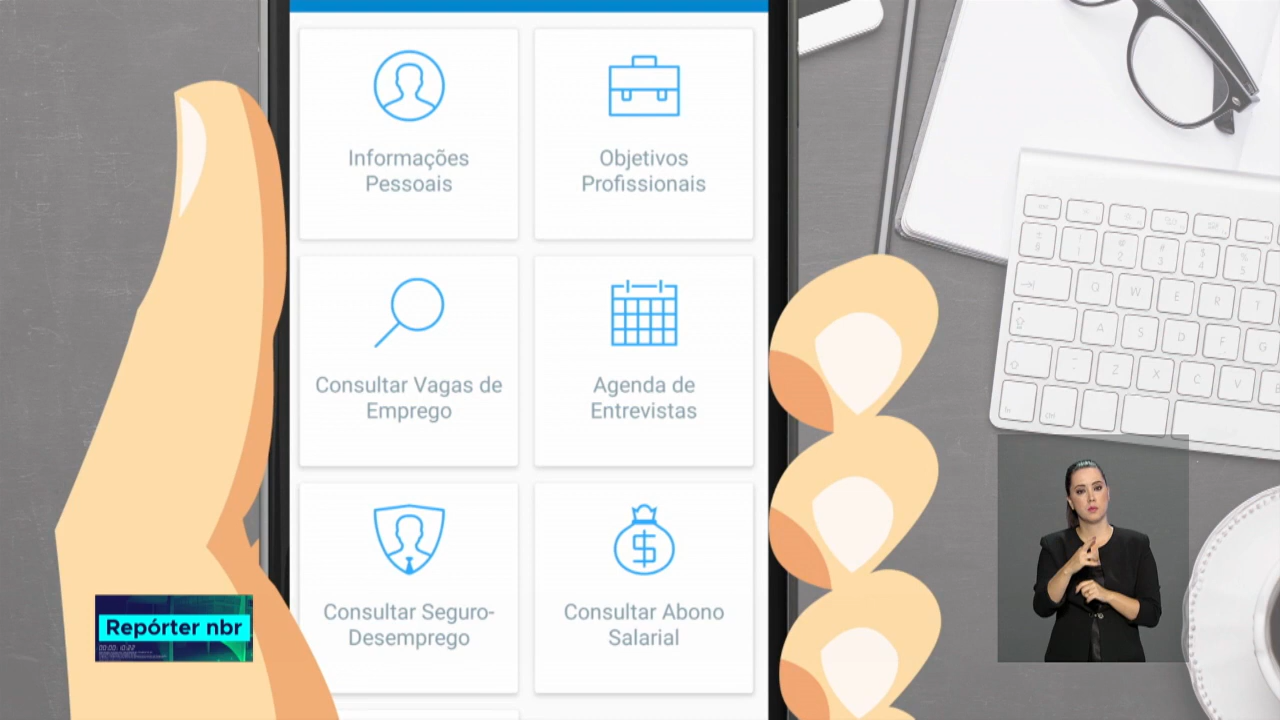 Informações
Pessoais
Objetivos
Profissionais
Consultar Vagas de
Emprego
Agenda de
Entrevistas
Consultar Seguro-
Desemprego
Consultar Abono
Salarial
Repórter nbr
Q W E R T
A S D F G
Z X C V